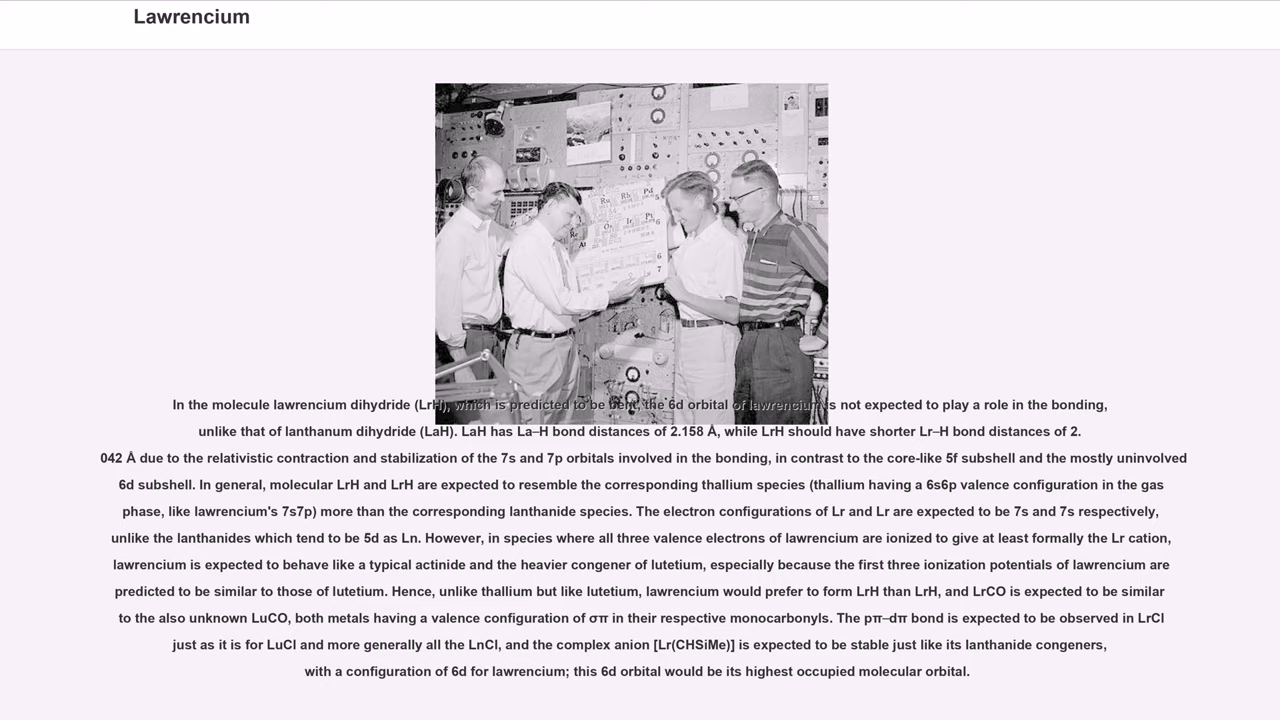 Lawrencium
Ru Rh Pd
5
Os Ir Pt
6
Re
6
7
In the molecule lawrencium dihydride (LrH), which is predicted to be bent, the 6d orbital of lawrencium is not expected to play a role in the bonding,
unlike that of lanthanum dihydride (LaH). LaH has La–H bond distances of 2.158 Å, while LrH should have shorter Lr–H bond distances of 2.
042 Å due to the relativistic contraction and stabilization of the 7s and 7p orbitals involved in the bonding, in contrast to the core-like 5f subshell and the mostly uninvolved
6d subshell. In general, molecular LrH and LrH are expected to resemble the corresponding thallium species (thallium having a 6s6p valence configuration in the gas
phase, like lawrencium's 7s7p) more than the corresponding lanthanide species. The electron configurations of Lr and Lr are expected to be 7s and 7s respectively,
unlike the lanthanides which tend to be 5d as Ln. However, in species where all three valence electrons of lawrencium are ionized to give at least formally the Lr cation,
lawrencium is expected to behave like a typical actinide and the heavier congener of lutetium, especially because the first three ionization potentials of lawrencium are
predicted to be similar to those of lutetium. Hence, unlike thallium but like lutetium, lawrencium would prefer to form LrH than LrH, and LrCO is expected to be similar
to the also unknown LuCO, both metals having a valence configuration of σπ in their respective monocarbonyls. The pπ–dπ bond is expected to be observed in LrCl
just as it is for LuCl and more generally all the LnCl, and the complex anion [Lr(CHSiMe)] is expected to be stable just like its lanthanide congeners,
with a configuration of 6d for lawrencium; this 6d orbital would be its highest occupied molecular orbital.